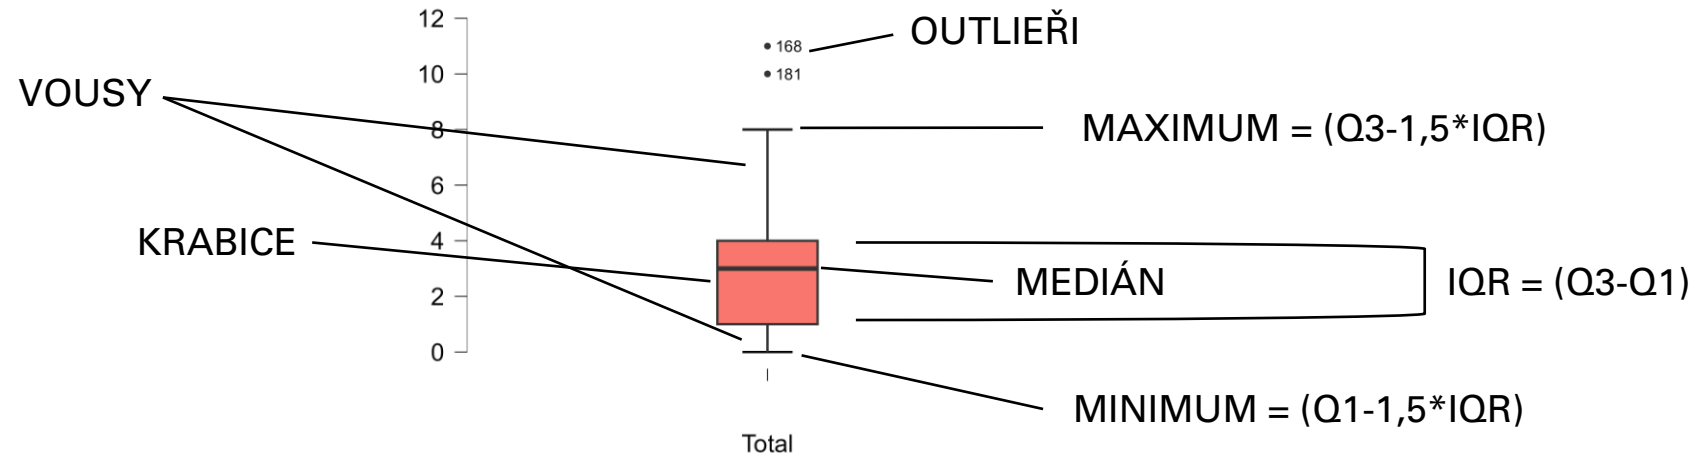 12
OUTLIEŘI
168
10
181
VOUSY
8
MAXIMUM = (Q3-1,5*IQR)
6
KRABICE
4
MEDIÁN
IQR = (Q3-Q1)
2
0
MINIMUM = (Q1-1,5*IQR)
Total